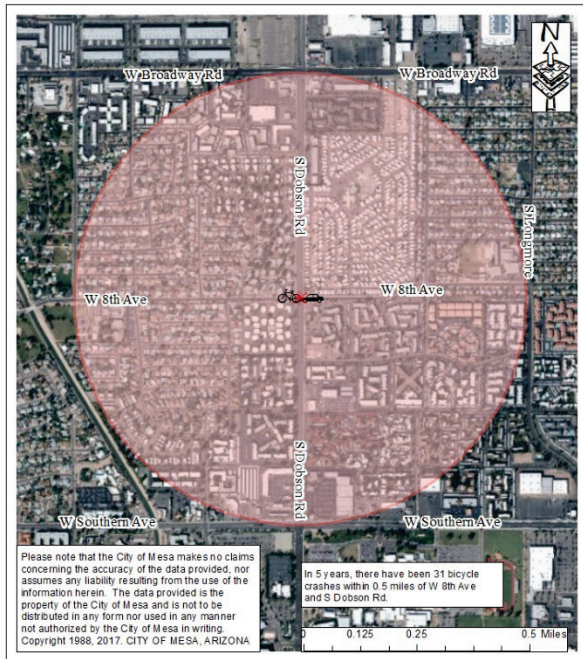 N
W Broadway Rd
W Broadway Rd
S Dobson Rd
S Longmore
W 8th Ave
W 8th Ave
S Dobson Rd
W Southern Ave
W Southern Ave
Please note that the City of Mesa makes no claims
concerning the accuracy of the data provided, nor
assumes any liability resulting from the use of the
information herein. The data provided is the
property of the City of Mesa and is not to be
distributed in any form nor used in any manner
not authorized by the City of Mesa in writing.
Copyright 1988, 2017. CITY OF MESA, ARIZONA
In 5 years, there have been 31 bicycle
crashes within 0.5 miles of W 8th Ave
and S Dobson Rd.
0 0.125 0.25 0.5 Miles